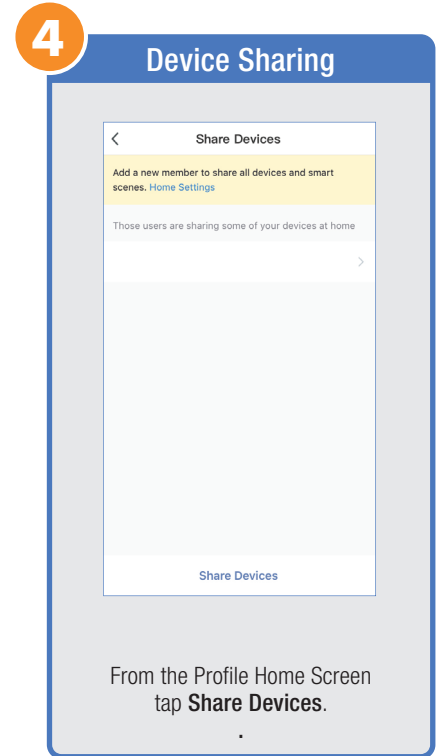 4
Device Sharing
Share Devices
Add a new member to share all devices and smart
scenes. Home Settings
Those users are sharing some of your devices at home
Share Devices
From the Profile Home Screen
tap Share Devices.
.